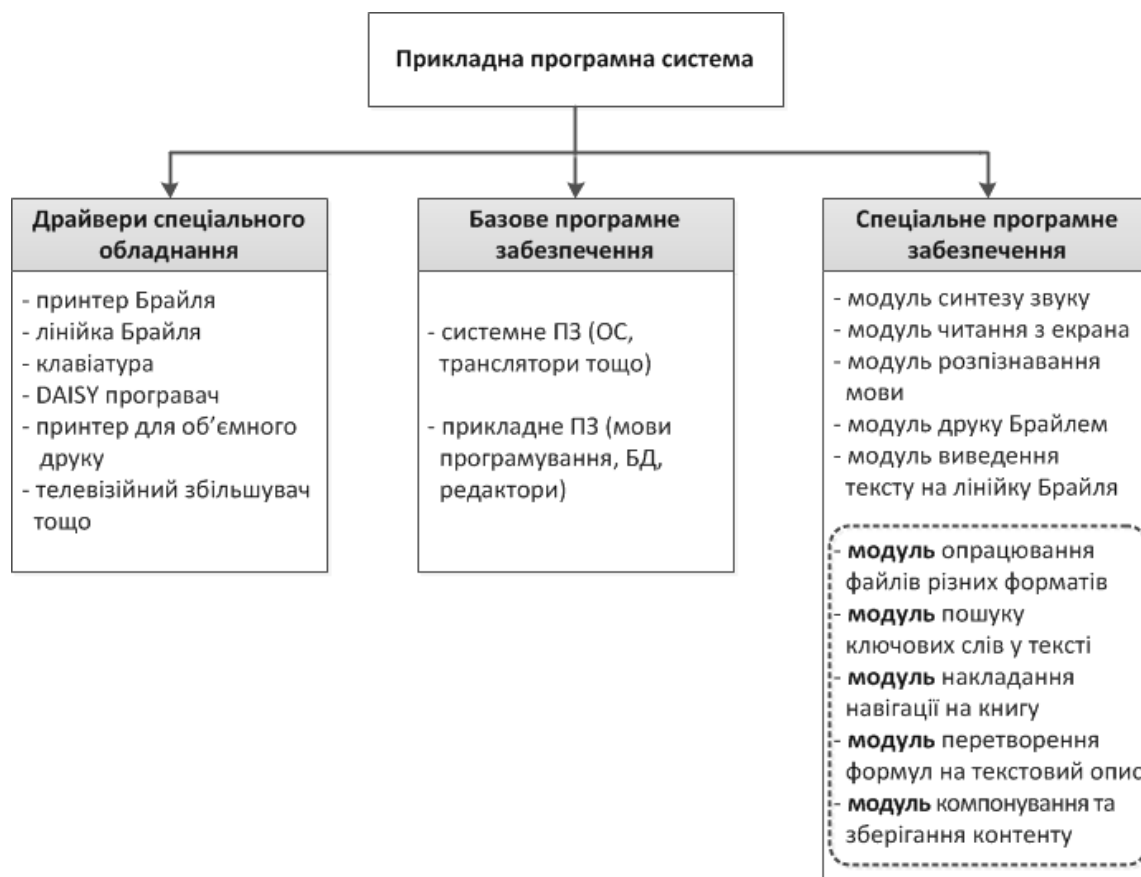 Прикладна програмна система
Драйвери спеціального
обладнання
- принтер Брайля
- лінійка Брайля
- клавіатура
- DAISY програвач
- принтер для об’ємного
друку
- телевізійний збільшувач
тощо
Базове програмне
забезпечення
- системне ПЗ (ОС,
транслятори тощо)
- прикладне ПЗ (мови
програмування, БД,
редактори)
Спеціальне програмне
забезпечення
- модуль синтезу звуку
- модуль читання з екрана
- модуль розпізнавання
мови
- модуль друку Брайлем
- модуль виведення
тексту на лінійку Брайля
- модуль опрацювання
файлів різних форматів
- модуль пошуку
ключових слів у тексті
- модуль накладання
навігації на книгу
- модуль перетворення
формул на текстовий опис
- модуль компонування та
зберігання контенту